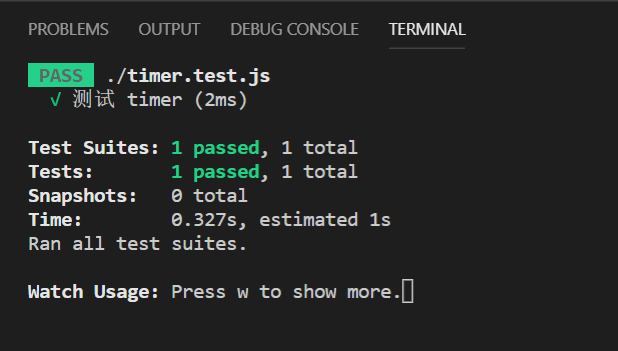 PROBLEMS OUTPUT DEBUG CONSOLE TERMINAL
PASS ./timer.test.js
√ 测试 timer (2ms)
Test Suites: 1 passed, 1 total
Tests: 1 passed, 1 total
Snapshots: 0 total
Time: 0.327s, estimated 1s
Ran all test suites.
Watch Usage: Press w to show more.